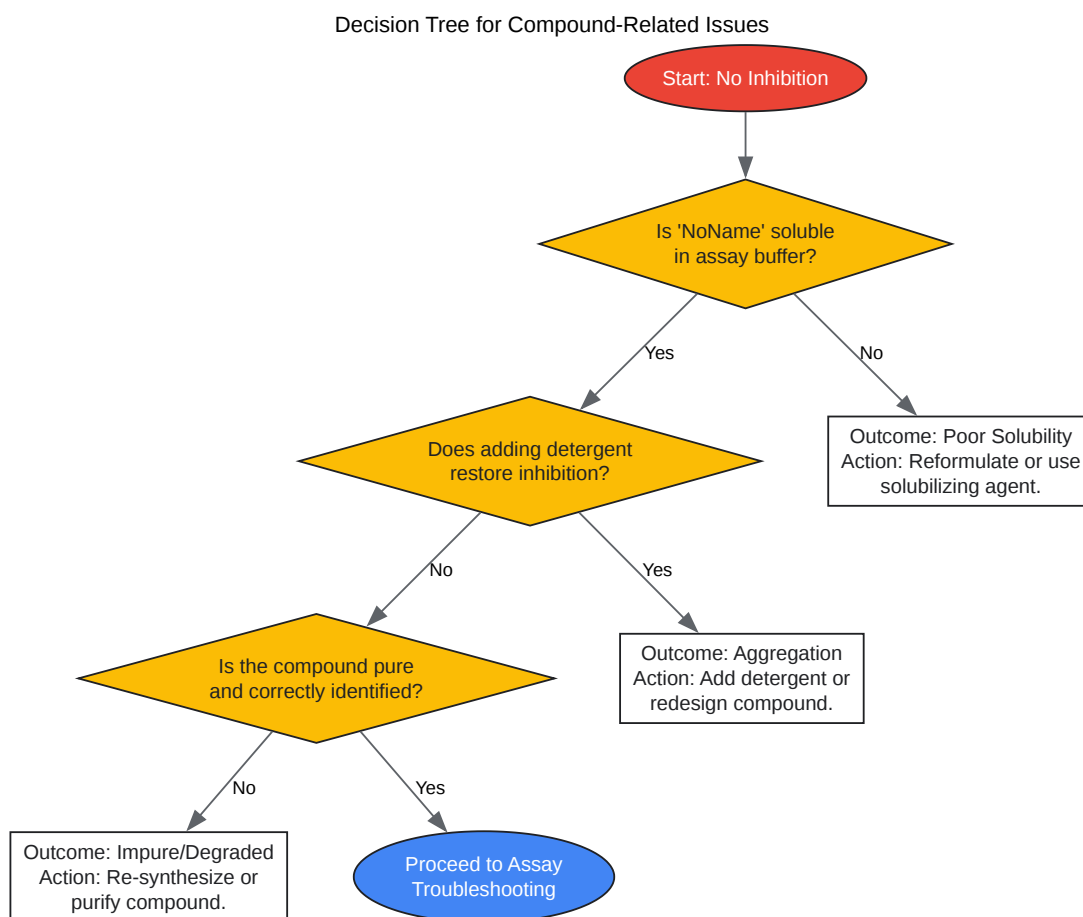 Decision Tree for Compound-Related Issues
Start: No Inhibition
Is 'NoName' soluble
in assay buffer?
Yes
No
Does adding detergent
restore inhibition?
Outcome: Poor Solubility
Action: Reformulate or use
solubilizing agent.
No
Yes
Is the compound pure
and correctly identified?
Outcome: Aggregation
Action: Add detergent or
redesign compound.
No
Yes
Outcome: Impure/Degraded
Action: Re-synthesize or
purify compound.
Proceed to Assay
Troubleshooting